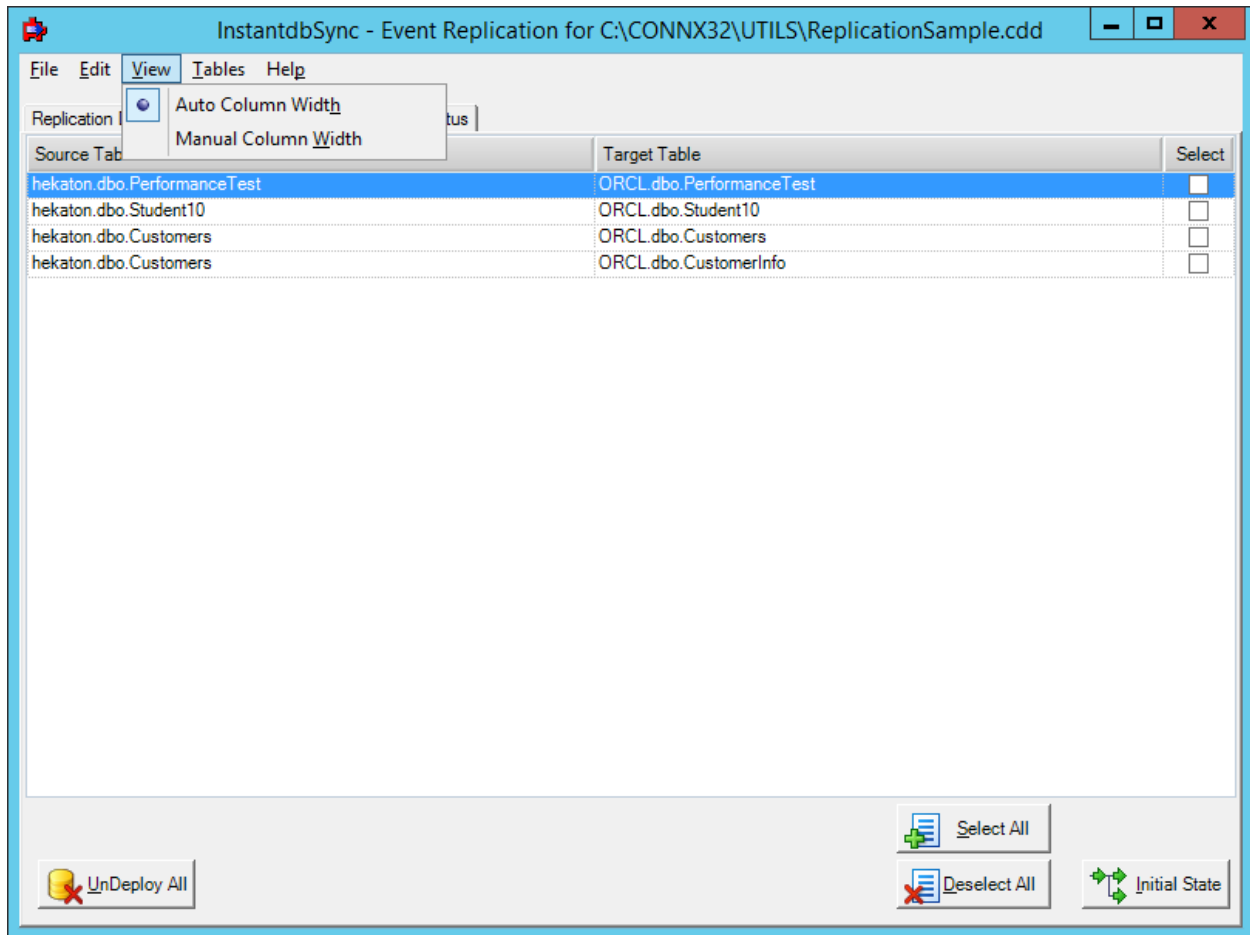 InstantdbSync - Event Replication for C:\CONNX32\UTILS\ReplicationSample.cdd
File Edit View Tables Help
Auto Column Width
Manual Column Width
Replication
Source Target Table Select
hekaton.dbo.PerformanceTest ORCL.dbo.PerformanceTest
hekaton.dbo.Student10 ORCL.dbo.Student10
hekaton.dbo.Customers ORCL.dbo.Customers
hekaton.dbo.Customers ORCL.dbo.CustomerInfo
Select All
UnDeploy All Deselect All Initial State